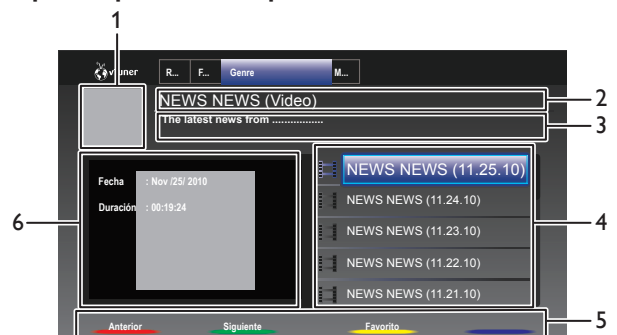 1
vtuner R... F... Genre M...
NEWS NEWS (Video)
2
The latest news from .................
3
NEWS NEWS (11.25.10)
Fecha : Nov /25/ 2010
NEWS NEWS (11.24.10)
Duración : 00:19:24
6
4
NEWS NEWS (11.23.10)
NEWS NEWS (11.22.10)
NEWS NEWS (11.21.10)
Anterior Siguiente Favorito
5